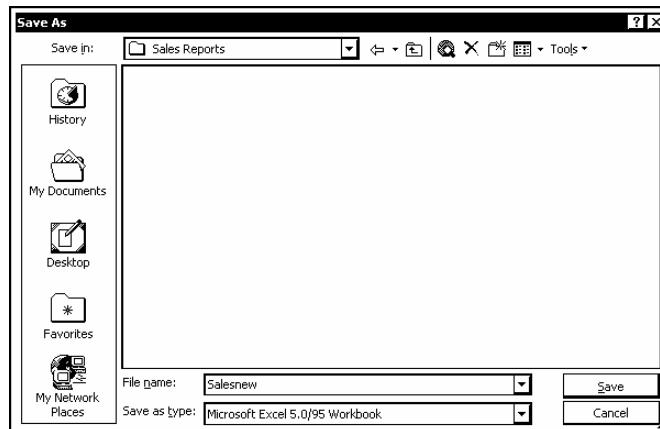 Save As
Save in: Sales Reports Tools
History
My Documents
Desktop
Favorites
My Network
Places
File name: Salesnew Save
Save as type: Microsoft Excel 5.0/95 Workbook Cancel